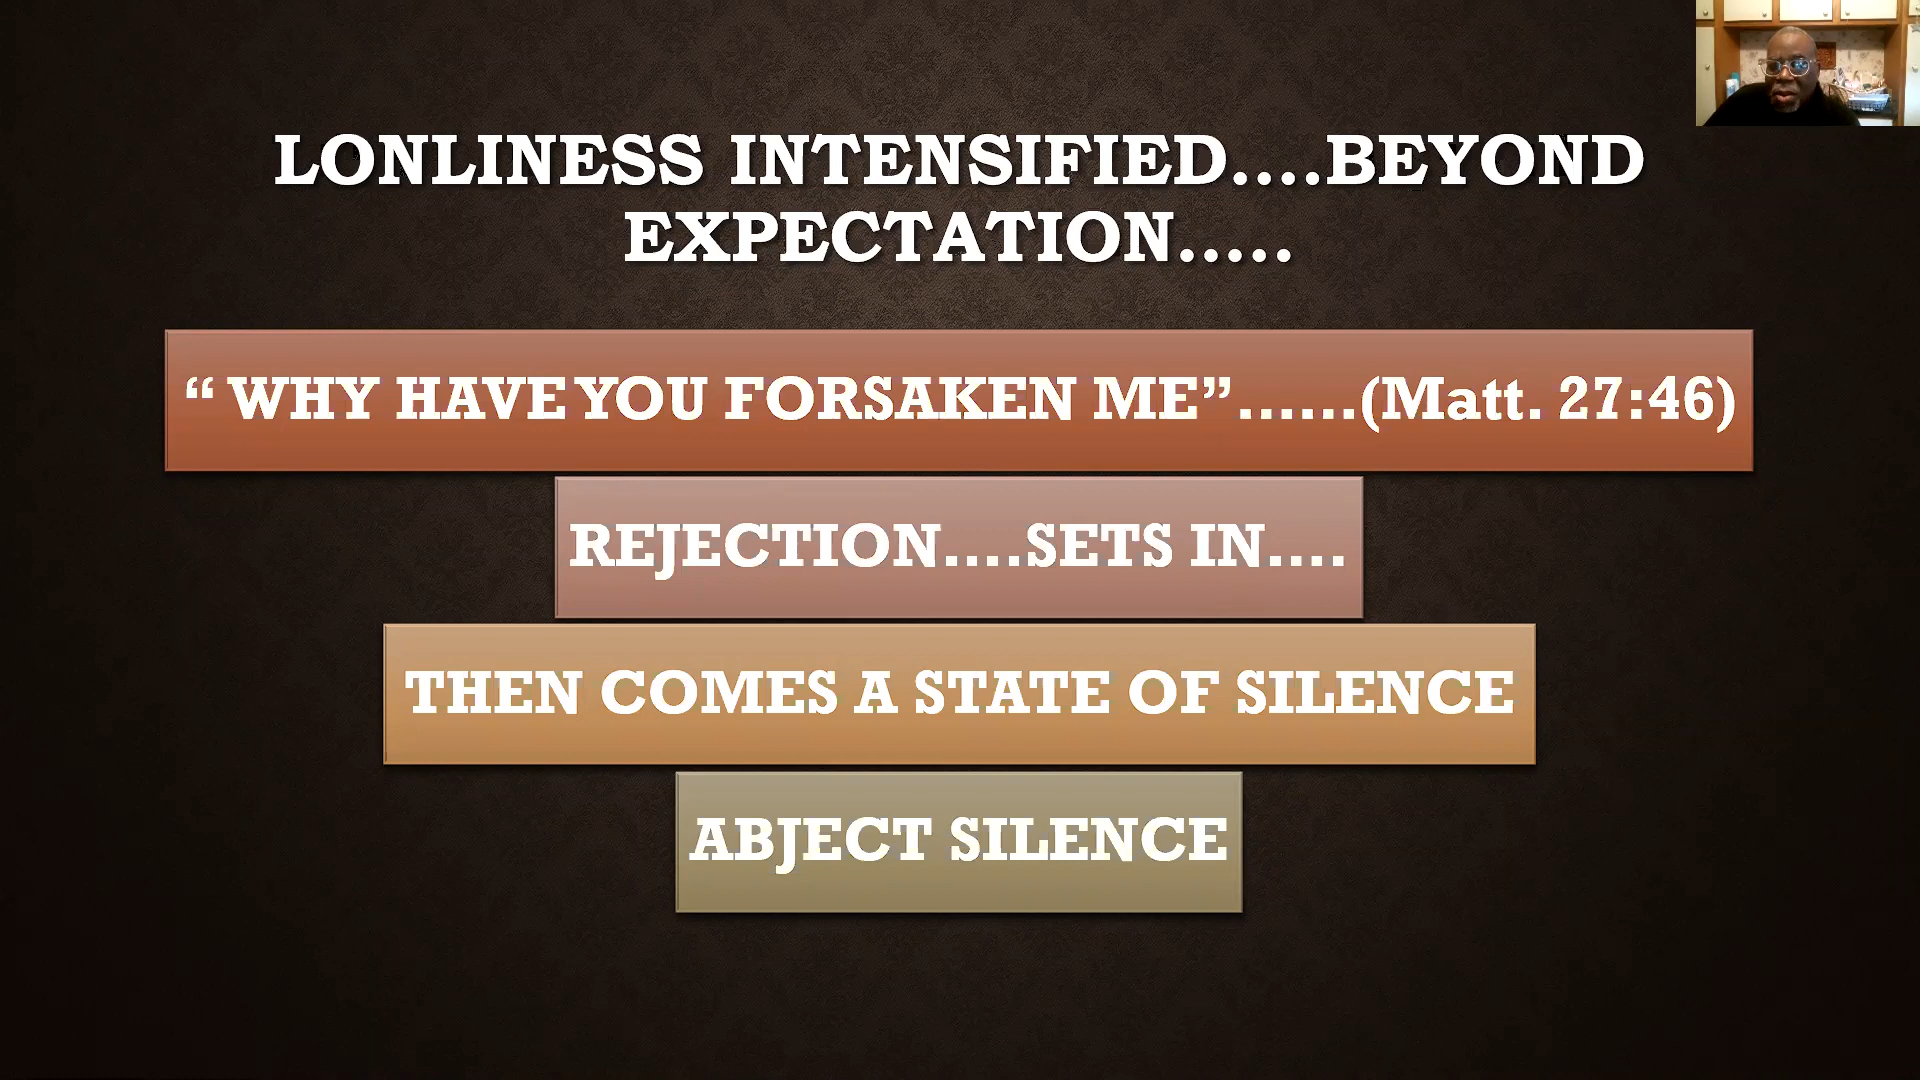 LONLINESS INTENSIFIED....BEYOND
EXPECTATION.....
“ WHY HAVE YOU FORSAKEN ME”......(Matt. 27:46)
REJECTION....SETS IN....
THEN COMES A STATE OF SILENCE
ABJECT SILENCE